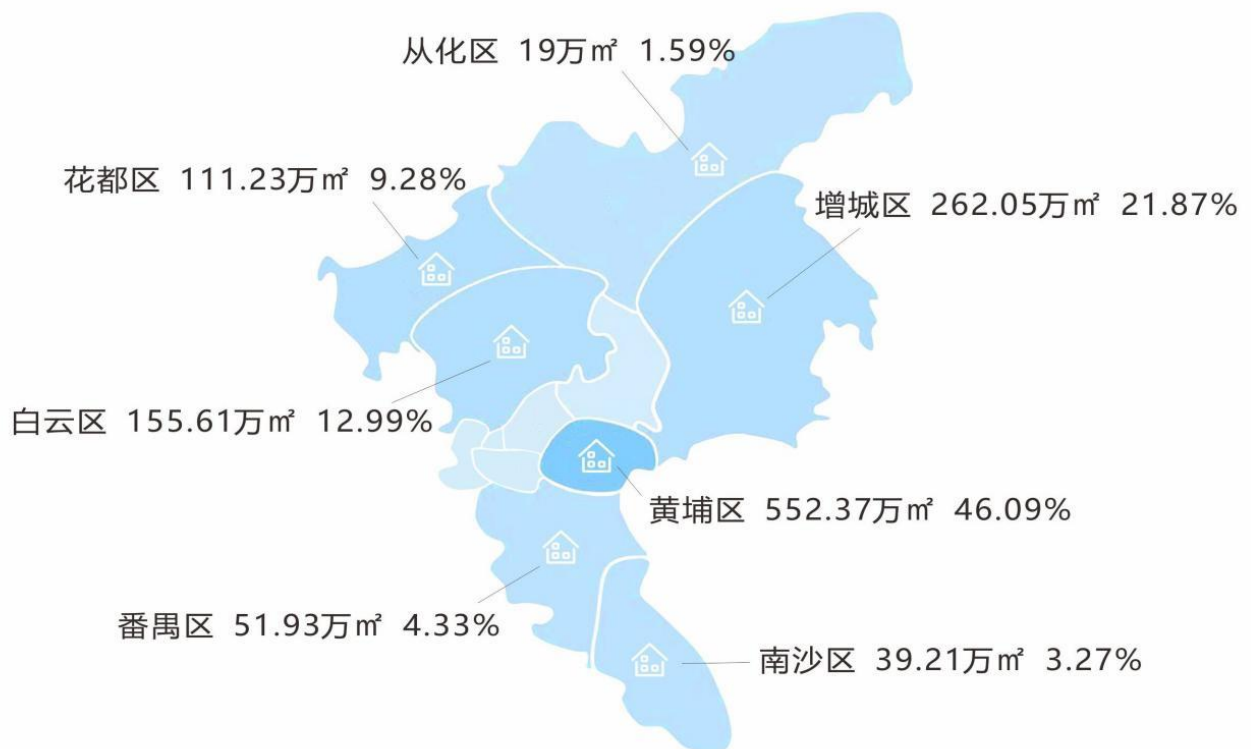 从化区 19万㎡ 1.59%
花都区 111.23万㎡ 9.28%
增城区 262.05万㎡ 21.87%
白云区 155.61万㎡ 12.99%
黄埔区 552.37万㎡ 46.09%
番禺区 51.93万㎡ 4.33%
南沙区 39.21万㎡ 3.27%